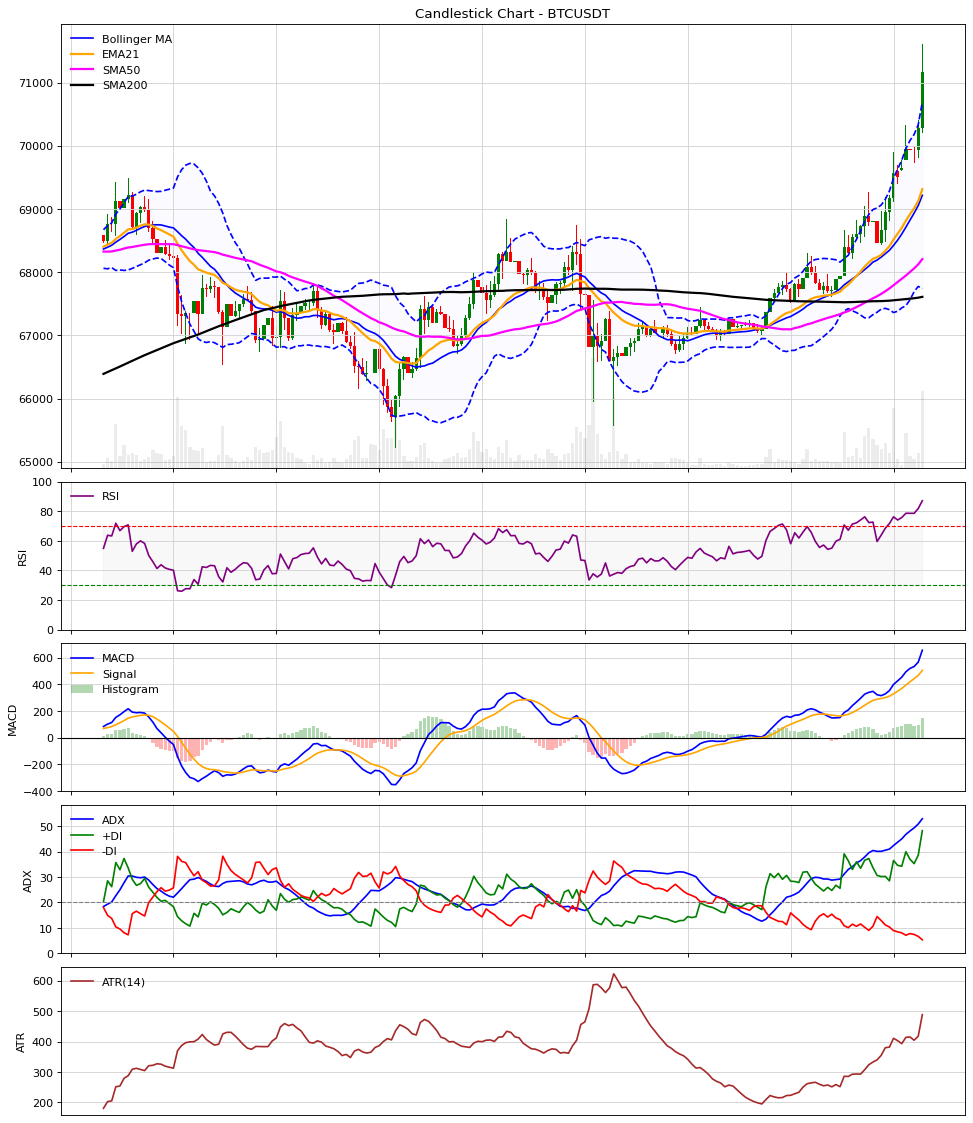 Candlestick Chart - BTCUSDT
Bollinger MA
EMA21
SMA50
SMA200
71000
70000
69000
68000
67000
66000
65000
RSI
RSI
100
80
60
40
20
0
MACD
Signal
Histogram
MACD
600
400
200
0
−200
−400
ADX
+DI
-DI
ADX
50
40
30
20
10
0
ATR(14)
ATR
600
500
400
300
200